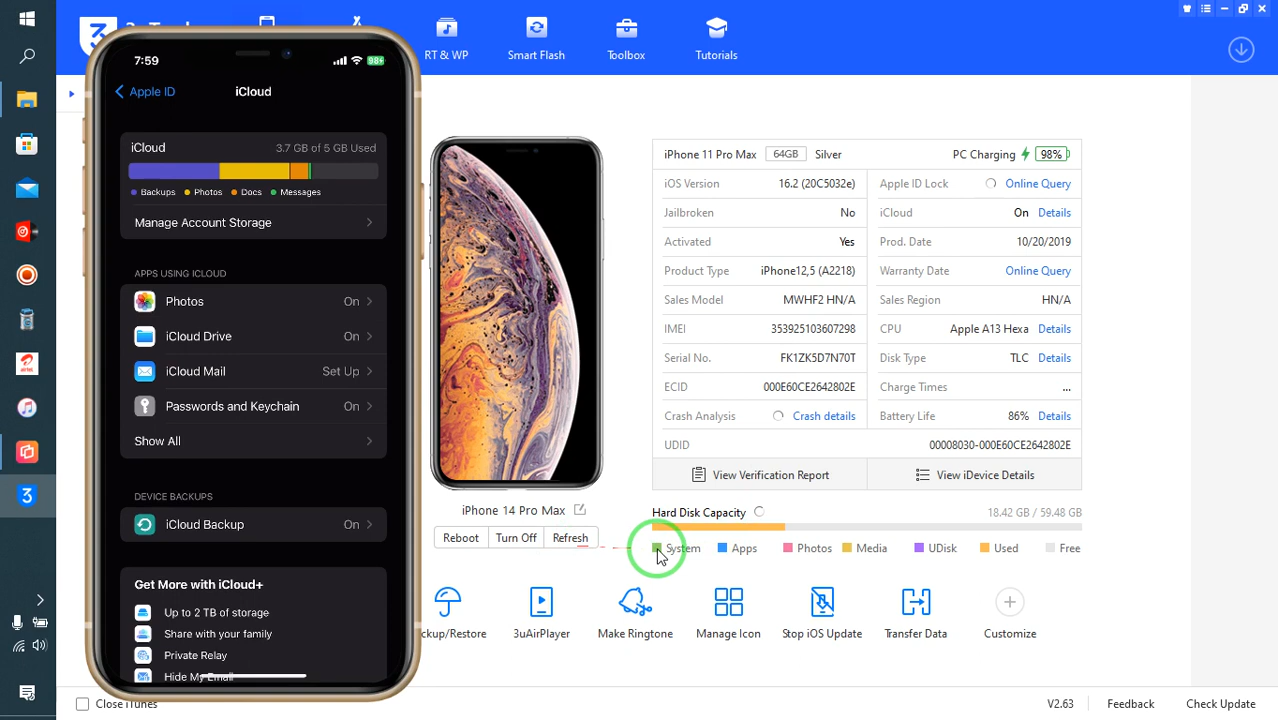 RT & WP
Smart Flash
Toolbox
Tutorials
7:59
98+
Apple ID
iCloud
iCloud
3.7 GB of 5 GB Used
Backups
Photos
Docs
Messages
Manage Account Storage
APPS USING ICLOUD
Photos
On
iCloud Drive
On
iCloud Mail
Set Up
Passwords and Keychain
On
Show All
DEVICE BACKUPS
iCloud Backup
On
Get More with iCloud+
Up to 2 TB of storage
Share with your family
Private Relay
Hide My Email
iPhone 14 Pro Max
Reboot
Turn Off
Refresh
iPhone 11 Pro Max
64GB
Silver
PC Charging
98%
iOS Version
16.2 (20C5032e)
Apple ID Lock
Online Query
Jailbroken
No
iCloud
On
Details
Activated
Yes
Prod. Date
10/20/2019
Product Type
iPhone12,5 (A2218)
Warranty Date
Online Query
Sales Model
MWHF2 HN/A
Sales Region
HN/A
IMEI
353925103607298
CPU
Apple A13 Hexa
Details
Serial No.
FK1ZK5D7N70T
Disk Type
TLC
Details
ECID
000E60CE2642802E
Charge Times
...
Crash Analysis
Crash details
Battery Life
86%
Details
UDID
00008030-000E60CE2642802E
View Verification Report
View iDevice Details
Hard Disk Capacity
18.42 GB / 59.48 GB
System
Apps
Photos
Media
UDisk
Used
Free
ckup/Restore
3uAirPlayer
Make Ringtone
Manage Icon
Stop iOS Update
Transfer Data
Customize
Close iTunes
V2.63
Feedback
Check Update
airtel